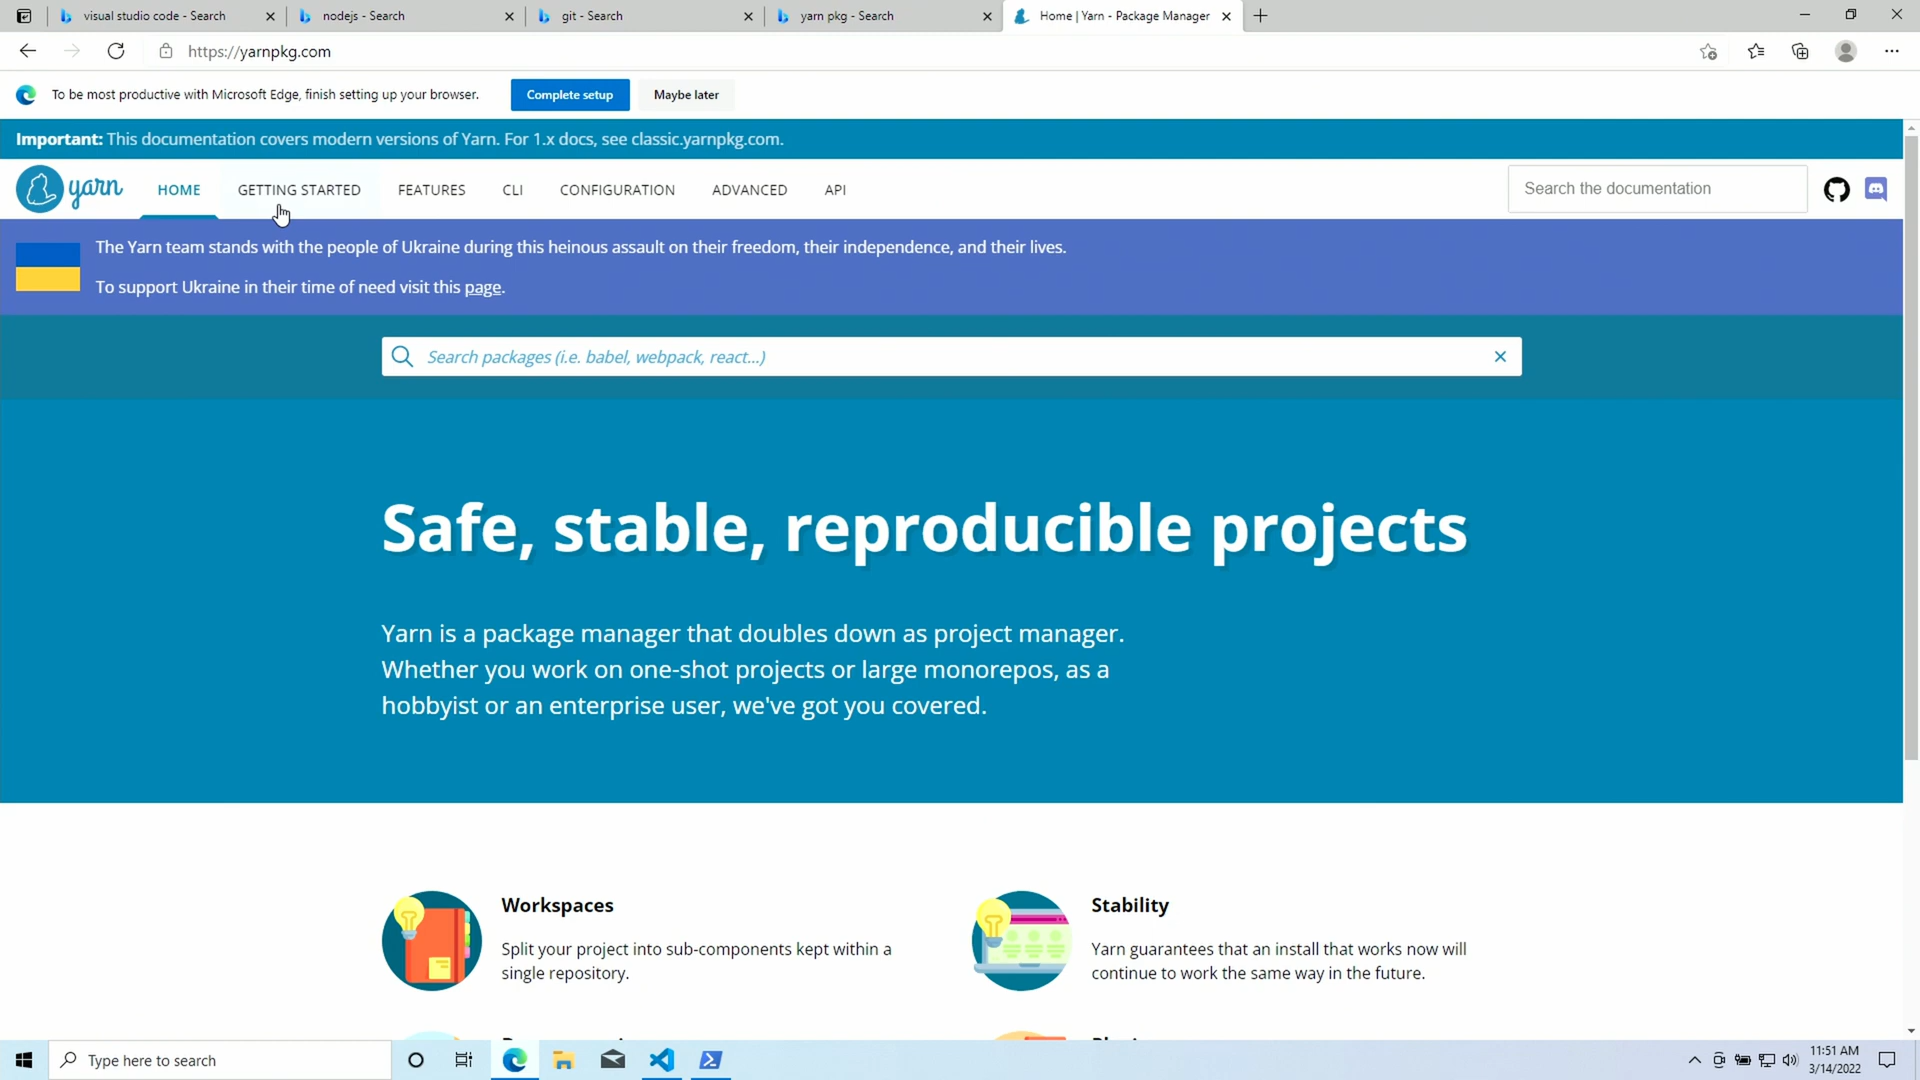 visual studio code - Search
nodejs - Search
git - Search
yarn pkg - Search
Home | Yarn - Package Manager
https://yarnpkg.com
To be most productive with Microsoft Edge, finish setting up your browser.
Complete setup
Maybe later
Important: This documentation covers modern versions of Yarn. For 1.x docs, see classic.yarnpkg.com.
yarn
HOME
GETTING STARTED
FEATURES
CLI
CONFIGURATION
ADVANCED
API
Search the documentation
The Yarn team stands with the people of Ukraine during this heinous assault on their freedom, their independence, and their lives.
To support Ukraine in their time of need visit this page.
Search packages (i.e. babel, webpack, react...)
Safe, stable, reproducible projects
Yarn is a package manager that doubles down as project manager.
Whether you work on one-shot projects or large monorepos, as a
hobbyist or an enterprise user, we've got you covered.
Workspaces
Split your project into sub-components kept within a
single repository.
Stability
Yarn guarantees that an install that works now will
continue to work the same way in the future.
Type here to search
11:51 AM
3/14/2022